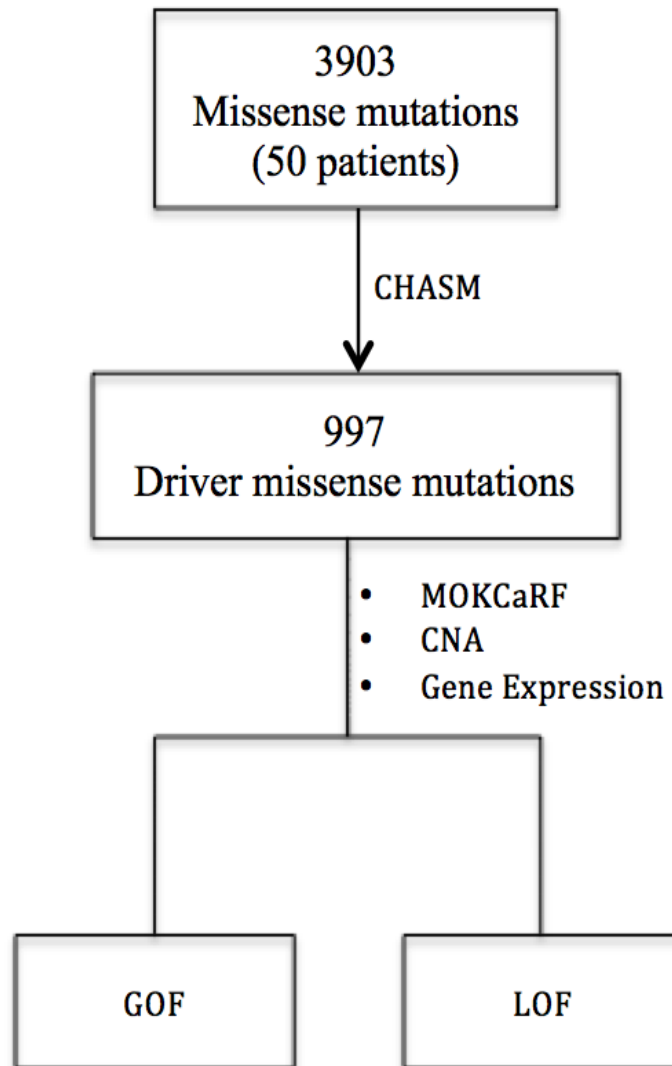 3903
Missense mutations
(50 patients)
CHASM
997
Driver missense mutations
• MOKCaRF
• CNA
• Gene Expression
GOF
LOF